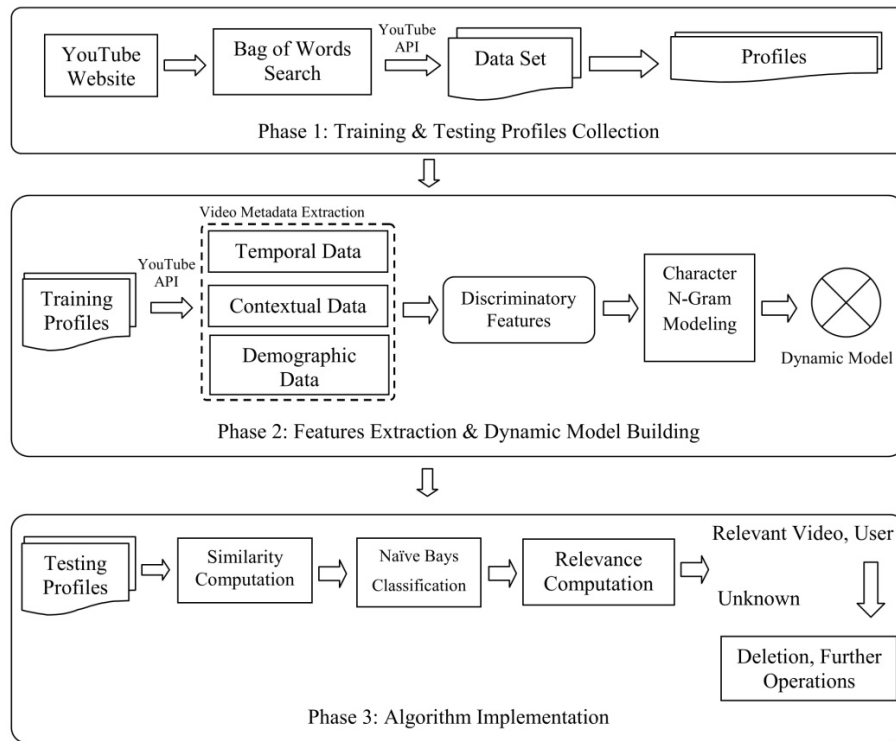 YouTube
Website
Bag of Words
Search
YouTube
API
Data Set
Profiles
Phase 1: Training & Testing Profiles Collection
Video Metadata Extraction
Training
Profiles
YouTube
API
Temporal Data
Contextual Data
Demographic
Data
Discriminatory
Features
Character
N-Gram
Modeling
Dynamic Model
Phase 2: Features Extraction & Dynamic Model Building
Testing
Profiles
Similarity
Computation
Naïve Bays
Classification
Relevance
Computation
Relevant Video, User
Unknown
Deletion, Further
Operations
Phase 3: Algorithm Implementation